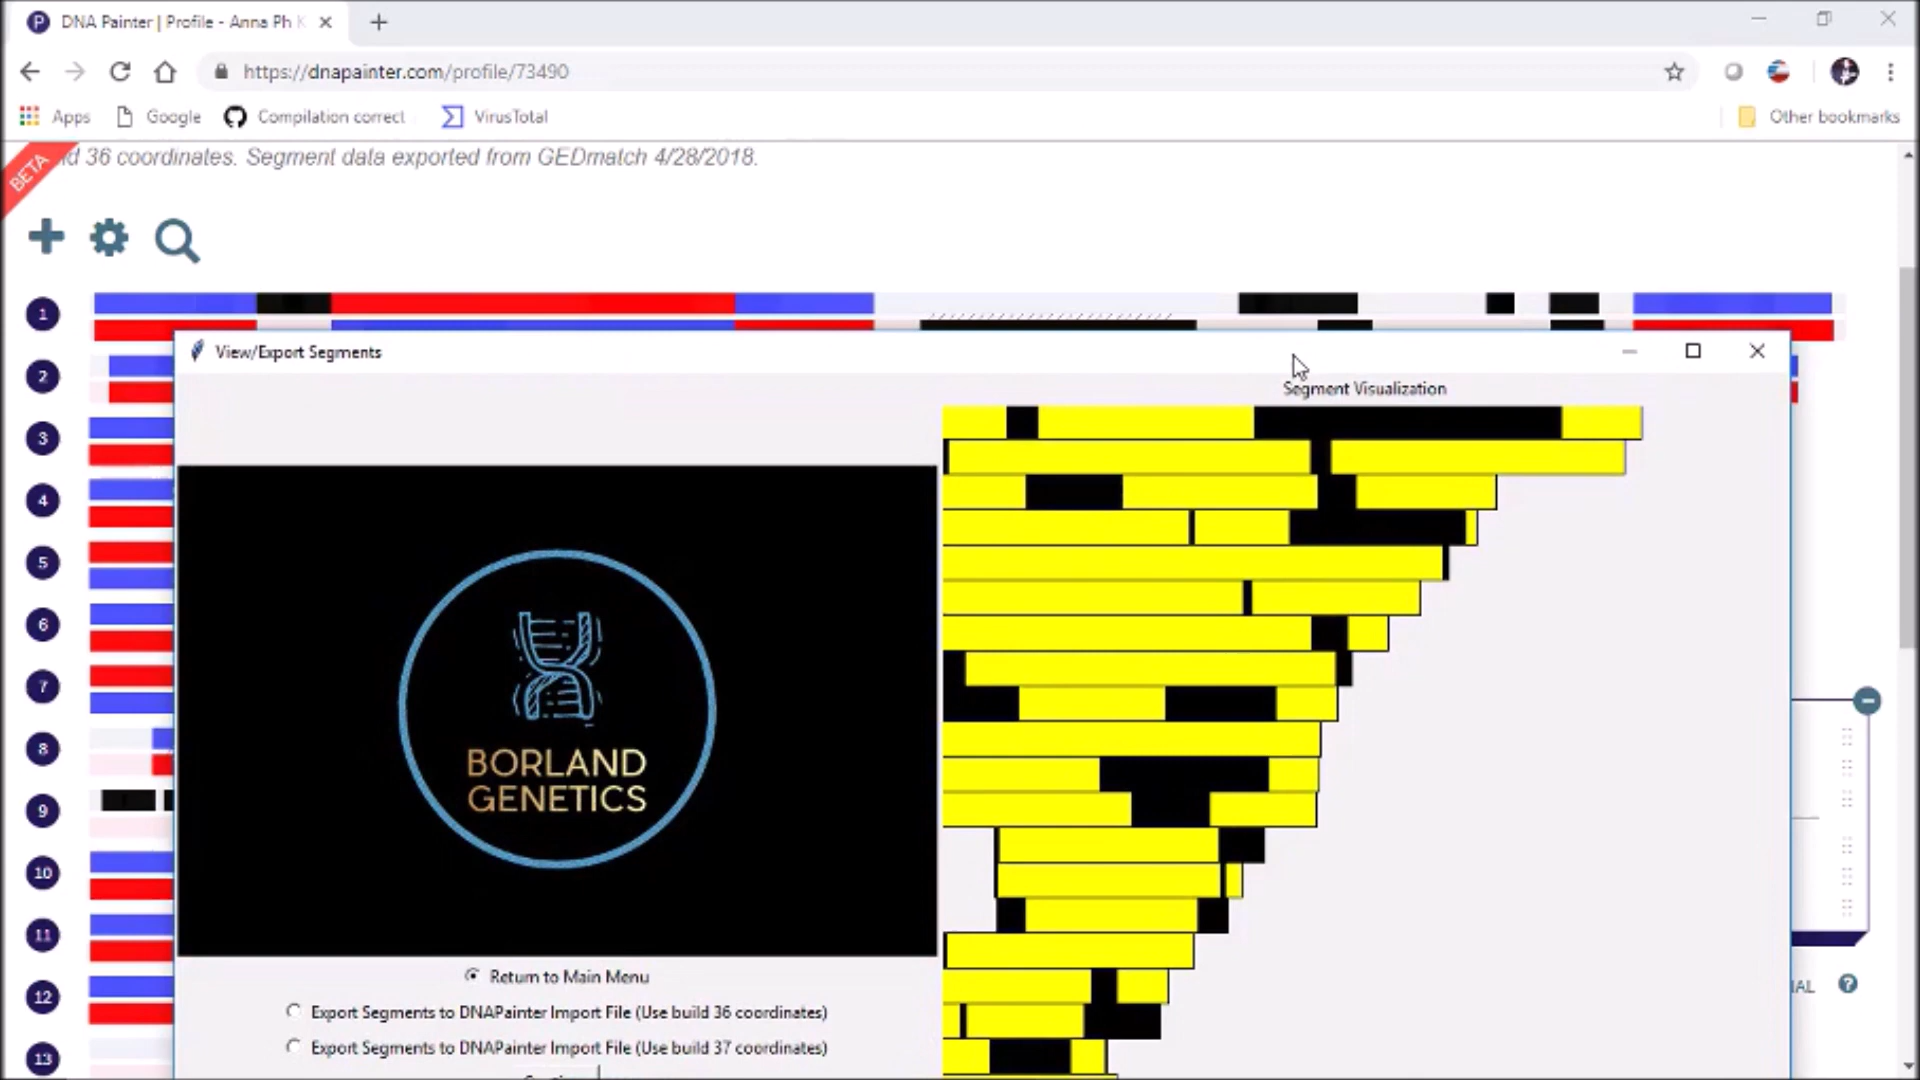 DNA Painter | Profile - Anna Ph K
https://dnapainter.com/profile/73490
Apps
Google
Compilation correct
VirusTotal
Other bookmarks
BETA
d 36 coordinates. Segment data exported from GEDmatch 4/28/2018.
1
View/Export Segments
2
Segment Visualization
3
4
5
6
7
BORLAND
GENETICS
8
9
10
11
Return to Main Menu
IAL
12
Export Segments to DNAPainter Import File (Use build 36 coordinates)
Export Segments to DNAPainter Import File (Use build 37 coordinates)
13